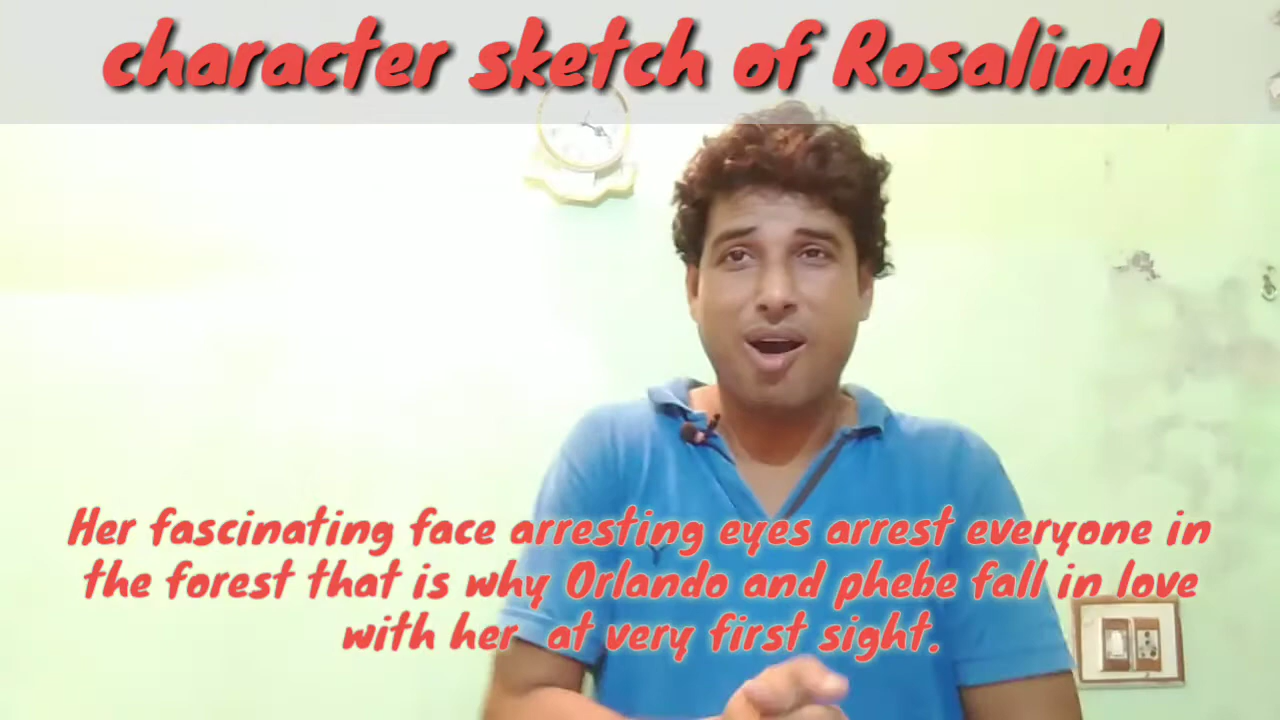 character sketch of Rosalind
Her fascinating face arresting eyes arrest everyone in
the forest that is why Orlando and phebe fall in love
with her at very first sight.